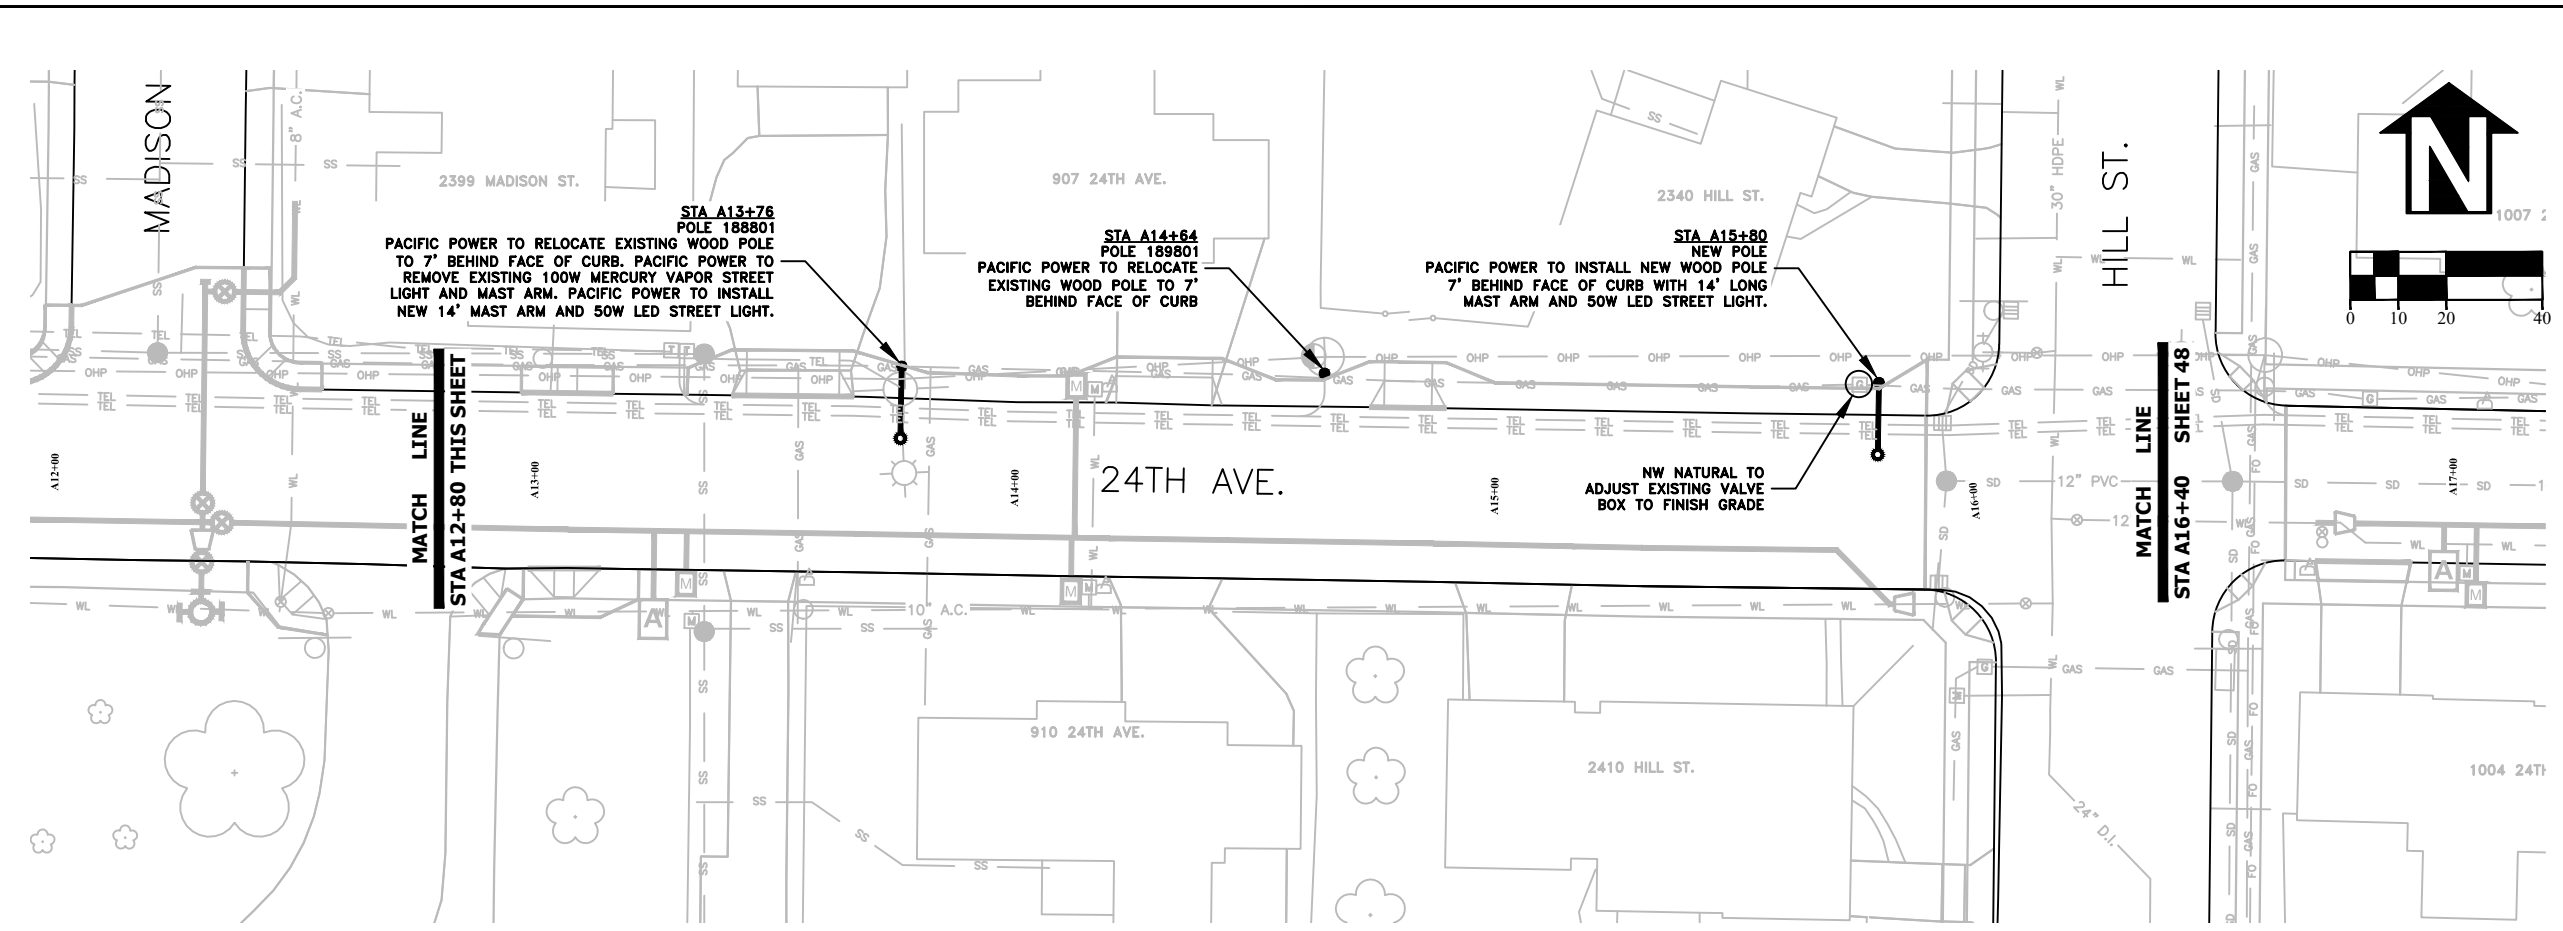 MADISON
8" A.C.
2399 MADISON ST.
907 24TH AVE.
2340 HILL ST.
30" HDPE
HILL ST.
N
0 10 20 40
STA A13+76
POLE 188801
PACIFIC POWER TO RELOCATE EXISTING WOOD POLE
TO 7' BEHIND FACE OF CURB. PACIFIC POWER TO
REMOVE EXISTING 100W MERCURY VAPOR STREET
LIGHT AND MAST ARM. PACIFIC POWER TO INSTALL
NEW 14' MAST ARM AND 50W LED STREET LIGHT.
STA A14+64
POLE 189801
PACIFIC POWER TO RELOCATE
EXISTING WOOD POLE TO 7'
BEHIND FACE OF CURB
STA A15+80
NEW POLE
PACIFIC POWER TO INSTALL NEW WOOD POLE
7' BEHIND FACE OF CURB WITH 14' LONG
MAST ARM AND 50W LED STREET LIGHT.
MATCH LINE
STA A12+80 THIS SHEET
A12+00
A13+00
A14+00
24TH AVE.
A15+00
NW NATURAL TO
ADJUST EXISTING VALVE
BOX TO FINISH GRADE
A16+00
12" PVC
MATCH LINE
STA A16+40 SHEET 48
A17+00
10" A.C.
910 24TH AVE.
2410 HILL ST.
24" D.I.
SS
WL
TEL
OHP
GAS
SD
FO
A
M
G